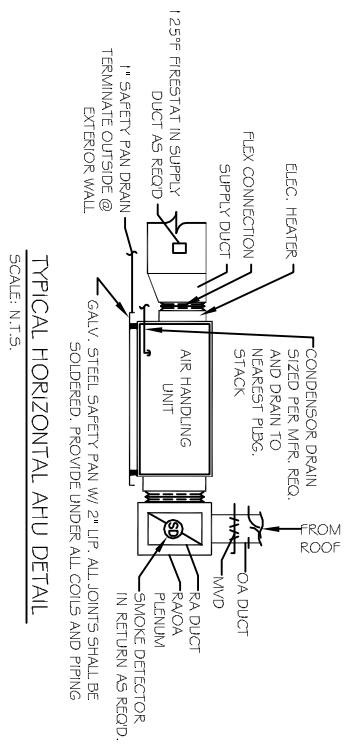 FROM
ROOF
OA DUCT
MVD
RA DUCT
RA/OA
PLENUM
SMOKE DETECTOR
IN RETURN AS REQ'D.
SD
CONDENSOR DRAIN
SIZED PER MFR. REQ.
AND DRAIN TO
NEAREST PLBG.
STACK
AIR HANDLING
UNIT
ELEC. HEATER
FLEX CONNECTION
SUPPLY DUCT
125°F FIRESTAT IN SUPPLY
DUCT AS REQ'D
1" SAFETY PAN DRAIN
TERMINATE OUTSIDE @
EXTERIOR WALL
GALV. STEEL SAFETY PAN W/ 2" LIP. ALL JOINTS SHALL BE
SOLDERED. PROVIDE UNDER ALL COILS AND PIPING
TYPICAL HORIZONTAL AHU DETAIL
SCALE: N.T.S.